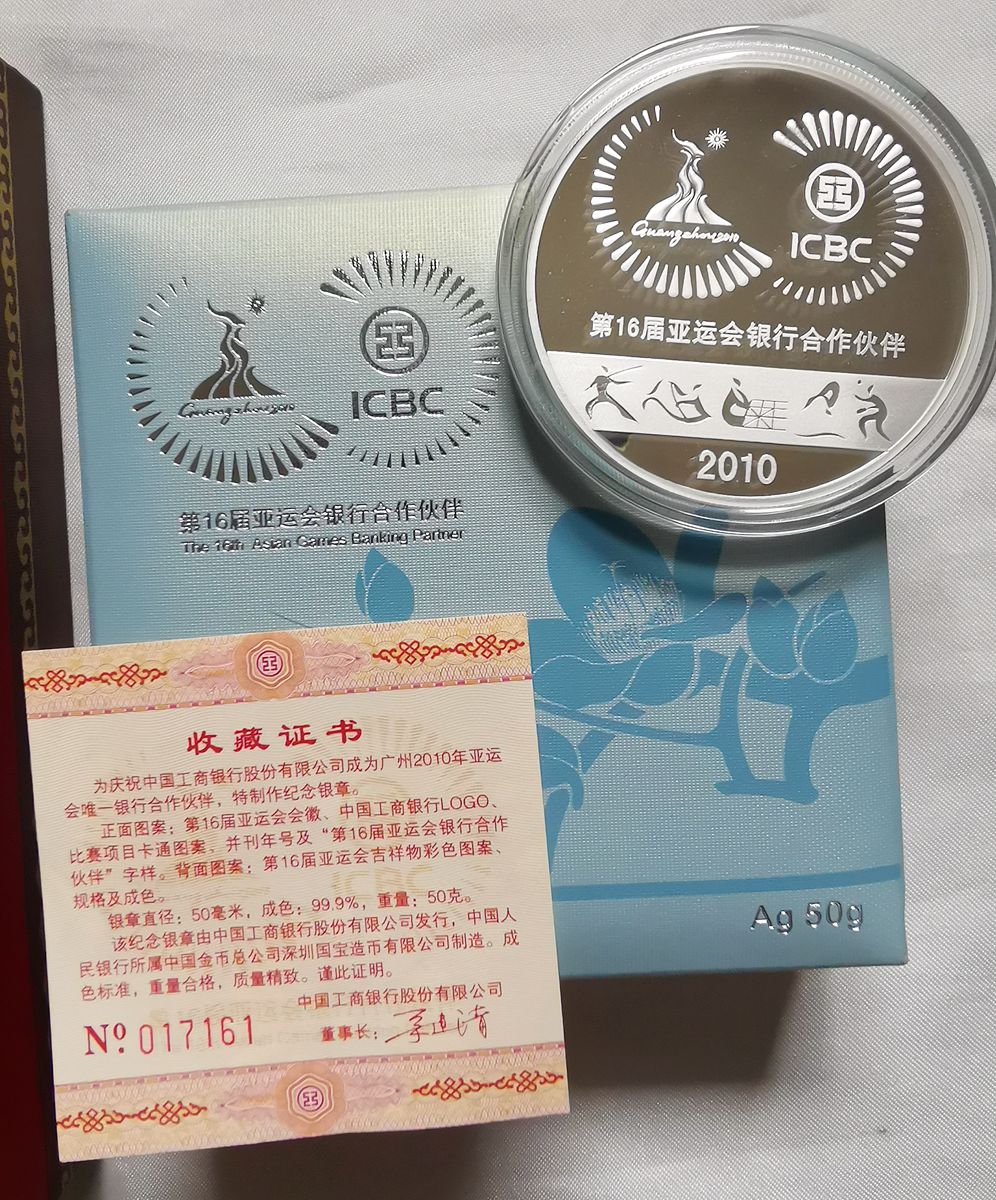 Guangzhou2010
ICBC
第16届亚运会银行合作伙伴
2010
Guangzhou2010
ICBC
第16届亚运会银行合作伙伴
The 16th Asian Games Banking Partner
Ag 50g
收藏证书
为庆祝中国工商银行股份有限公司成为广州2010年亚运
会唯一银行合作伙伴，特制作纪念银章。
正面图案：第16届亚运会会徽、中国工商银行LOGO、
比赛项目卡通图案，并刊年号及“第16届亚运会银行合作
伙伴”字样。背面图案：第16届亚运会吉祥物彩色图案、
规格及成色。
银章直径：50毫米，成色：99.9%，重量：50克。
该纪念银章由中国工商银行股份有限公司发行，中国人
民银行所属中国金币总公司深圳国宝造币有限公司制造。成
色标准，重量合格，质量精致。谨此证明。
中国工商银行股份有限公司
董事长：姜建清
Nº 017161